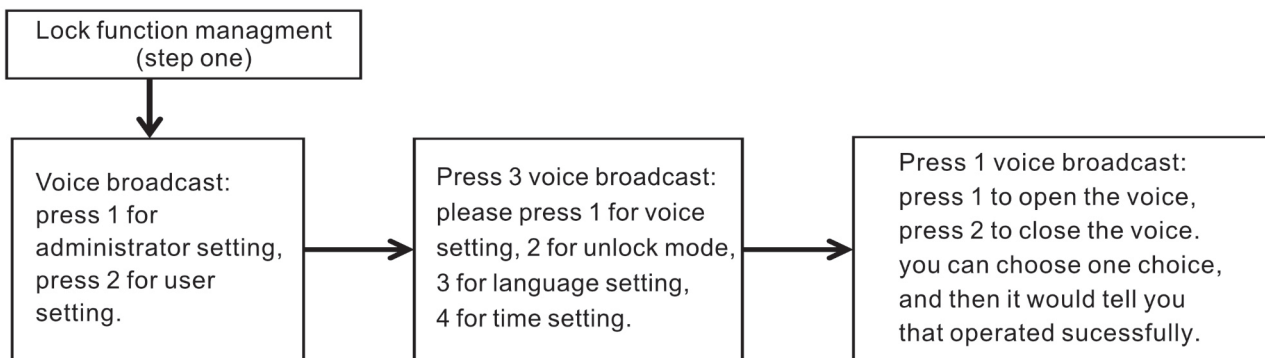 Lock function managment
(step one)
Voice broadcast:
press 1 for
administrator setting,
press 2 for user
setting.
Press 3 voice broadcast:
please press 1 for voice
setting, 2 for unlock mode,
3 for language setting,
4 for time setting.
Press 1 voice broadcast:
press 1 to open the voice,
press 2 to close the voice.
you can choose one choice,
and then it would tell you
that operated sucessfully.